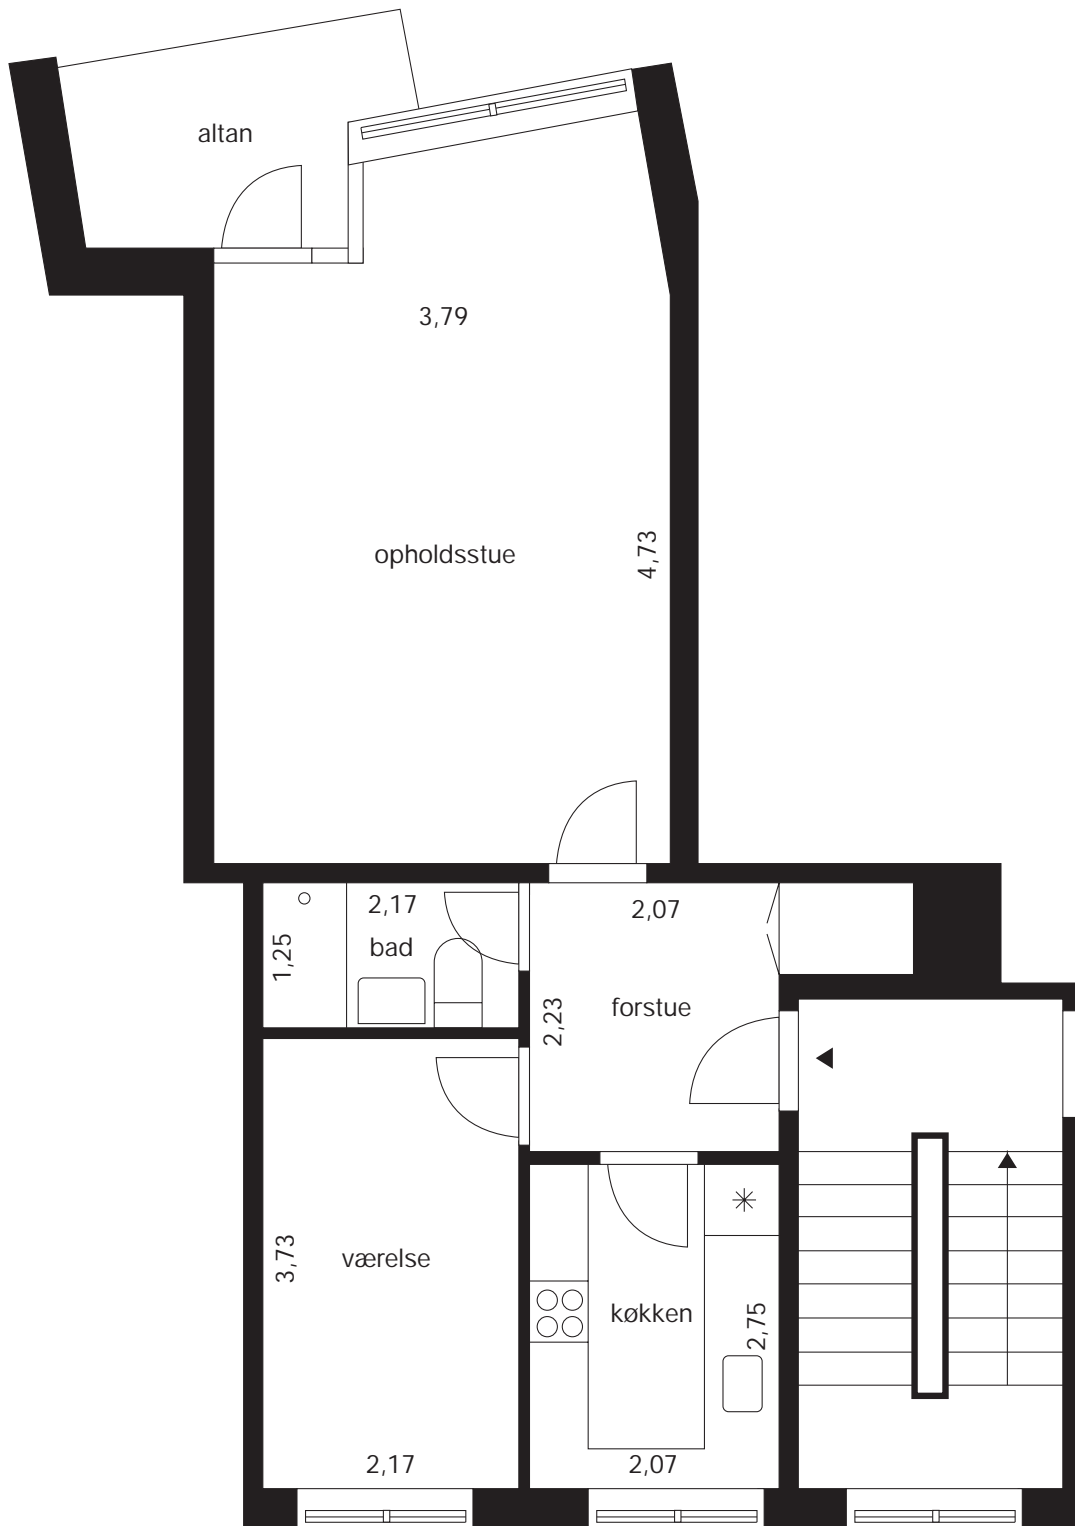 altan
3,79
opholdsstue
4,73
2,17
bad
1,25
2,07
forstue
2,23
værelse
3,73
2,17
køkken
2,75
2,07